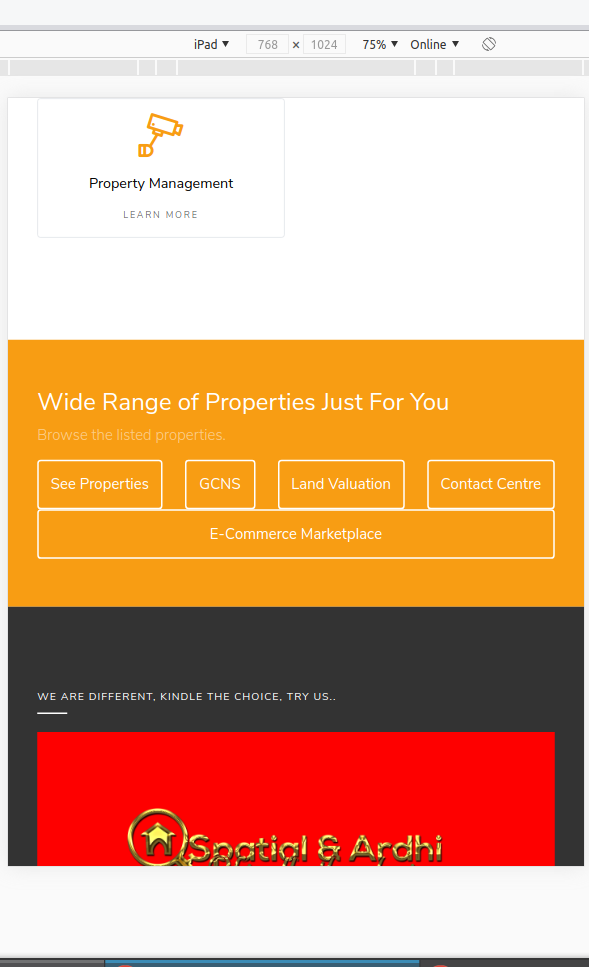 iPad ▼ 768 × 1024 75% ▼ Online ▼
Property Management
LEARN MORE
Wide Range of Properties Just For You
Browse the listed properties.
See Properties GCNS Land Valuation Contact Centre
E-Commerce Marketplace
WE ARE DIFFERENT, KINDLE THE CHOICE, TRY US..
Spatial & Ardhi